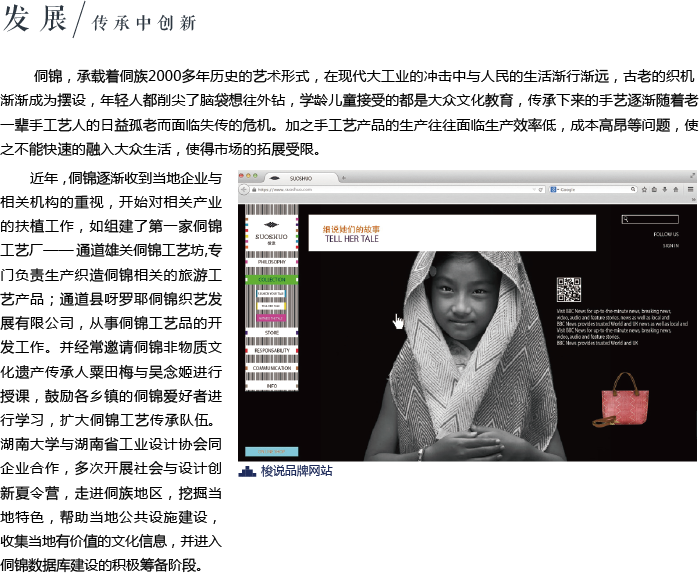 发展/传承中创新
侗锦，承载着侗族2000多年历史的艺术形式，在现代大工业的冲击中与人民的生活渐行渐远，古老的织机
渐渐成为摆设，年轻人都削尖了脑袋想往外钻，学龄儿童接受的都是大众文化教育，传承下来的手艺逐渐随着老
一辈手工艺人的日益孤老而面临失传的危机。加之手工艺产品的生产往往面临生产效率低，成本高昂等问题，使
之不能快速的融入大众生活，使得市场的拓展受限。
近年，侗锦逐渐收到当地企业与
相关机构的重视，开始对相关产业
的扶植工作，如组建了第一家侗锦
工艺厂——通道雄关侗锦工艺坊,专
门负责生产织造侗锦相关的旅游工
艺产品；通道县呀罗耶侗锦织艺发
展有限公司，从事侗锦工艺品的开
发工作。并经常邀请侗锦非物质文
化遗产传承人粟田梅与吴念姬进行
授课，鼓励各乡镇的侗锦爱好者进
行学习，扩大侗锦工艺传承队伍。
湖南大学与湖南省工业设计协会同
企业合作，多次开展社会与设计创
新夏令营，走进侗族地区，挖掘当
地特色，帮助当地公共设施建设，
收集当地有价值的文化信息，并进入
侗锦数据库建设的积极筹备阶段。
SUOSHUO
Google
SUOSHUO
梭说
PHILOSOPHY
COLLECTION
STORE
RESPONSABILITY
COMMUNICATION
INFO
细说她们的故事
TELL HER TALE
FOLLOW US
SIGN IN
Visit BBC News for up-to-the-minute news, breaking news,
video, audio and feature stories. news as well as local and
BBC News provides trusted World and UK news as well as local and
Visit BBC News for up-to-the-minute news, breaking news,
video, audio and feature stories.
BBC News provides trusted World and UK
梭说品牌网站